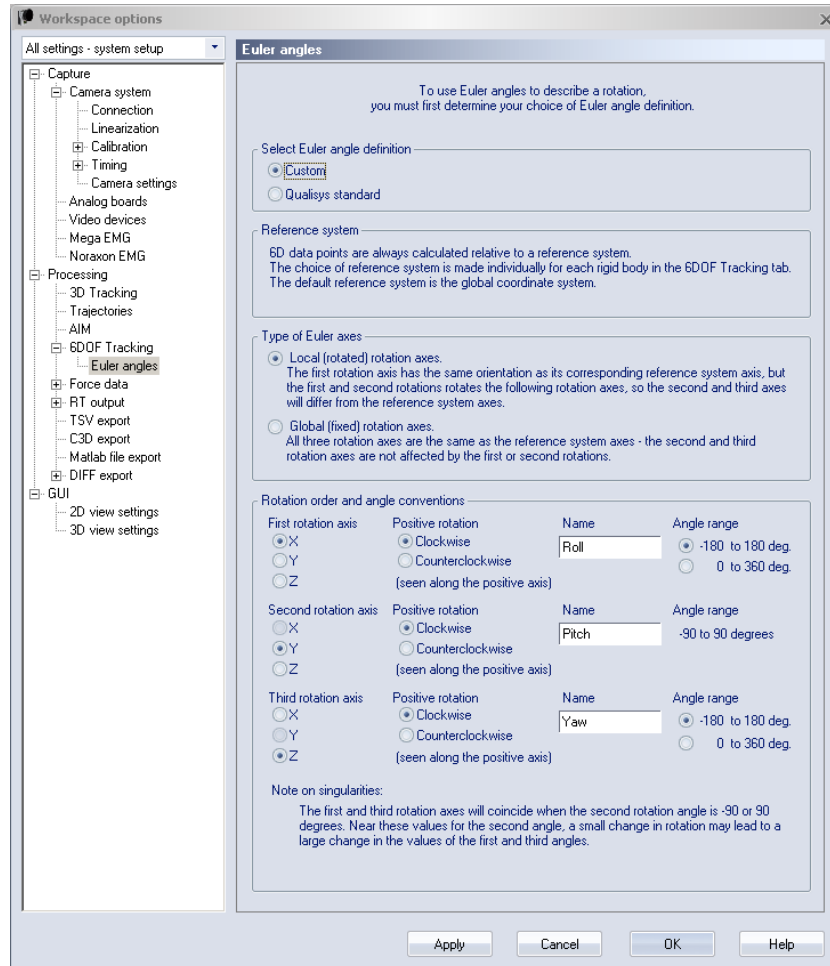 Workspace options
All settings - system setup
Capture
Camera system
Connection
Linearization
Calibration
Timing
Camera settings
Analog boards
Video devices
Mega EMG
Noraxon EMG
Processing
3D Tracking
Trajectories
AIM
6DOF Tracking
Euler angles
Force data
RT output
TSV export
C3D export
Matlab file export
DIFF export
GUI
2D view settings
3D view settings
Euler angles
To use Euler angles to describe a rotation,
you must first determine your choice of Euler angle definition.
Select Euler angle definition
Custom
Qualisys standard
Reference system
6D data points are always calculated relative to a reference system.
The choice of reference system is made individually for each rigid body in the 6DOF Tracking tab.
The default reference system is the global coordinate system.
Type of Euler axes
Local (rotated) rotation axes.
The first rotation axis has the same orientation as its corresponding reference system axis, but
the first and second rotations rotates the following rotation axes, so the second and third axes
will differ from the reference system axes.
Global (fixed) rotation axes.
All three rotation axes are the same as the reference system axes - the second and third
rotation axes are not affected by the first or second rotations.
Rotation order and angle conventions
First rotation axis Positive rotation Name Angle range
X Clockwise Roll -180 to 180 deg.
Y Counterclockwise 0 to 360 deg.
Z (seen along the positive axis)
Second rotation axis Positive rotation Name Angle range
X Clockwise Pitch -90 to 90 degrees
Y Counterclockwise
Z (seen along the positive axis)
Third rotation axis Positive rotation Name Angle range
X Clockwise Yaw -180 to 180 deg.
Y Counterclockwise 0 to 360 deg.
Z (seen along the positive axis)
Note on singularities:
The first and third rotation axes will coincide when the second rotation angle is -90 or 90
degrees. Near these values for the second angle, a small change in rotation may lead to a
large change in the values of the first and third angles.
Apply Cancel OK Help